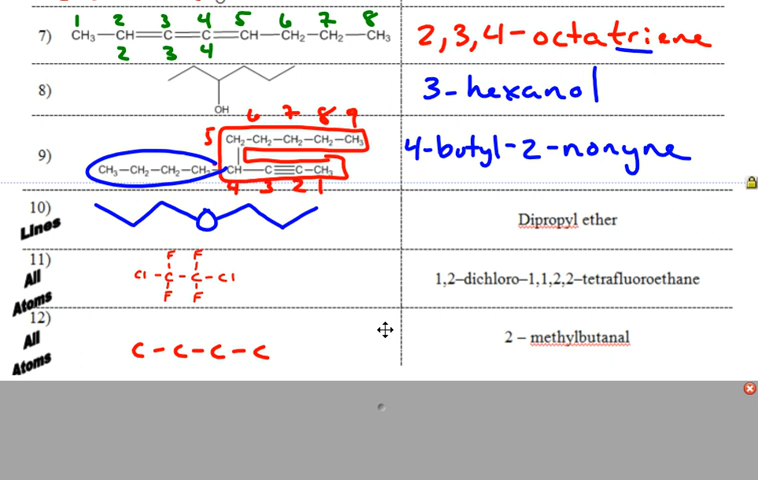 1 2 3 4 5 6 7 8
7) CH3–CH=C=C=CH–CH2–CH2–CH3 2,3,4-octatriene
2 3 4
8) OH 3-hexanol
6 7 8 9
5 CH2–CH2–CH2–CH2–CH3
9) CH3–CH2–CH2–CH2–CH–C≡C–CH3 4-butyl-2-nonyne
4 3 2 1
10) Lines O Dipropyl ether
11) All Atoms
F F
Cl-C-C-Cl 1,2–dichloro–1,1,2,2–tetrafluoroethane
F F
12) All Atoms
C-C-C-C 2 – methylbutanal